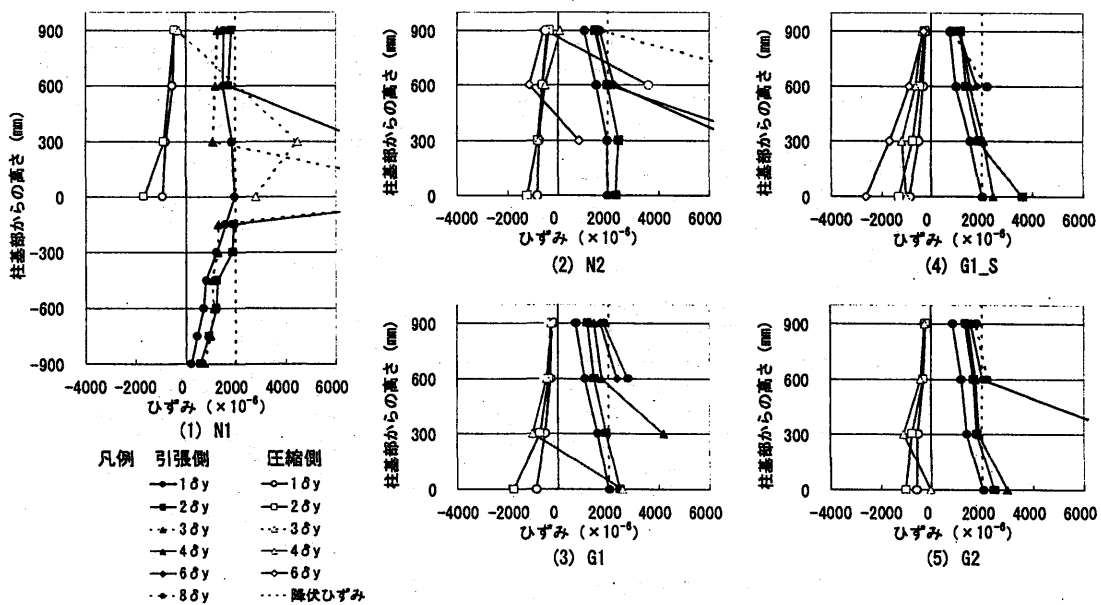 柱基部からの高さ (mm)
900
600
300
0
-300
-600
-900
-4000 -2000 0 2000 4000 6000
ひずみ (×10⁻⁶)
(1) N1
柱基部からの高さ (mm)
900
600
300
0
-4000 -2000 0 2000 4000 6000
ひずみ (×10⁻⁶)
(2) N2
柱基部からの高さ (mm)
900
600
300
0
-4000 -2000 0 2000 4000 6000
ひずみ (×10⁻⁶)
(4) G1_S
柱基部からの高さ (mm)
900
600
300
0
-4000 -2000 0 2000 4000 6000
ひずみ (×10⁻⁶)
(3) G1
柱基部からの高さ (mm)
900
600
300
0
-4000 -2000 0 2000 4000 6000
ひずみ (×10⁻⁶)
(5) G2
凡例 引張側 圧縮側
1δy 1δy
2δy 2δy
3δy 3δy
4δy 4δy
6δy 6δy
8δy 降伏ひずみ